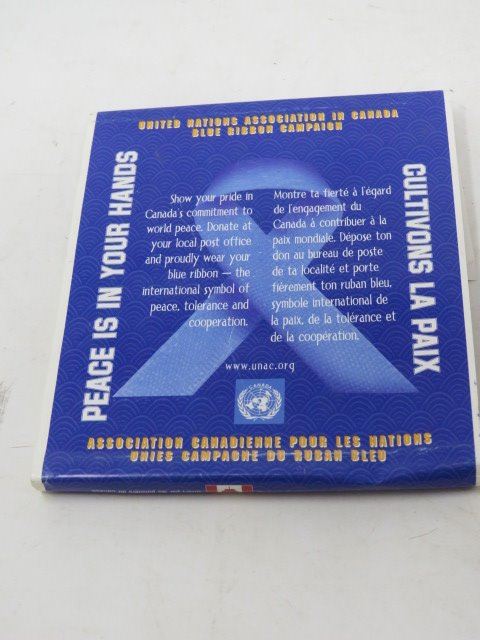 UNITED NATIONS ASSOCIATION IN CANADA
BLUE RIBBON CAMPAIGN
PEACE IS IN YOUR HANDS
Show your pride in
Canada's commitment to
world peace. Donate at
your local post office
and proudly wear your
blue ribbon – the
international symbol of
peace, tolerance and
cooperation.
Montre ta fierté à l'égard
de l'engagement du
Canada à contribuer à la
paix mondiale. Dépose ton
don au bureau de poste
de ta localité et porte
fièrement ton ruban bleu,
symbole international de
la paix, de la tolérance et
de la coopération.
CULTIVONS LA PAIX
www.unac.org
CANADA
ASSOCIATION CANADIENNE POUR LES NATIONS
UNIES CAMPAGNE DU RUBAN BLEU